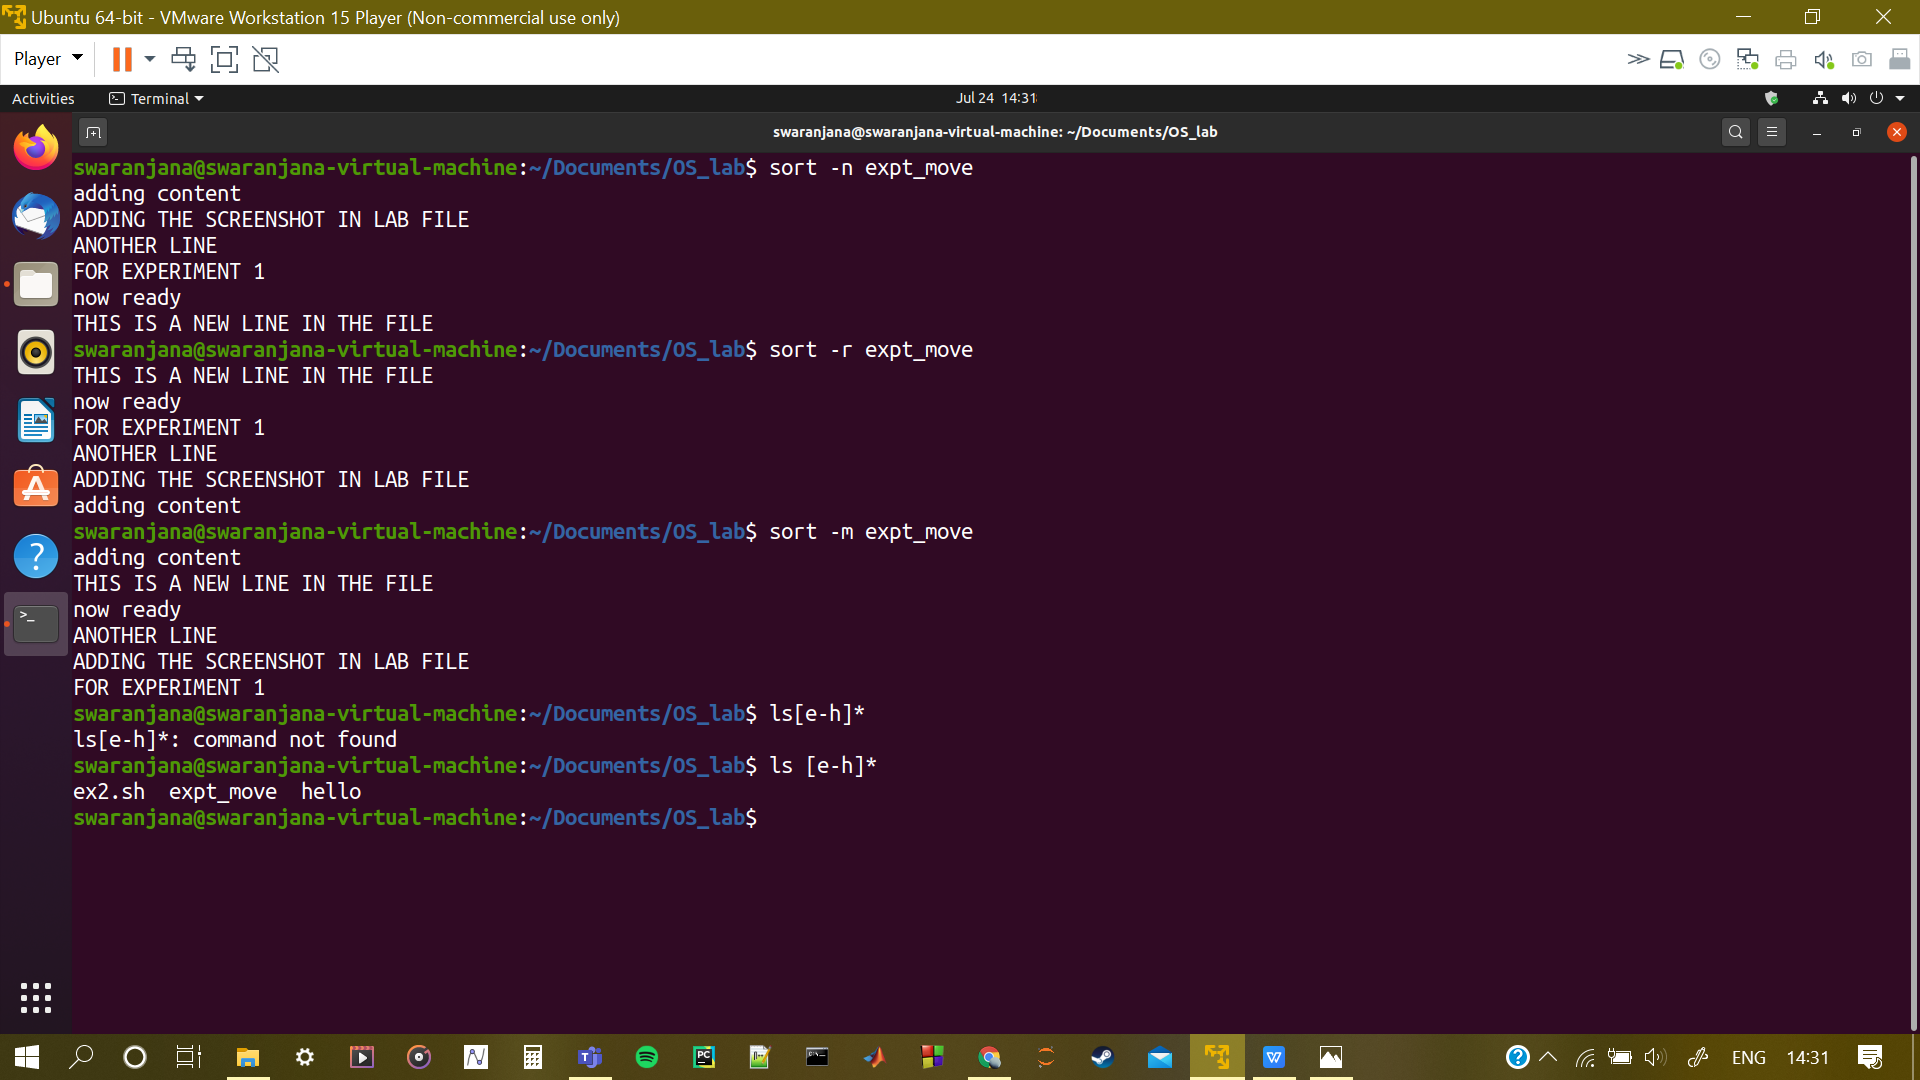 Ubuntu 64-bit - VMware Workstation 15 Player (Non-commercial use only)
Player
Activities
Terminal
Jul 24 14:31
swaranjana@swaranjana-virtual-machine: ~/Documents/OS_lab
swaranjana@swaranjana-virtual-machine:~/Documents/OS_lab$ sort -n expt_move
adding content
ADDING THE SCREENSHOT IN LAB FILE
ANOTHER LINE
FOR EXPERIMENT 1
now ready
THIS IS A NEW LINE IN THE FILE
swaranjana@swaranjana-virtual-machine:~/Documents/OS_lab$ sort -r expt_move
THIS IS A NEW LINE IN THE FILE
now ready
FOR EXPERIMENT 1
ANOTHER LINE
ADDING THE SCREENSHOT IN LAB FILE
adding content
swaranjana@swaranjana-virtual-machine:~/Documents/OS_lab$ sort -m expt_move
adding content
THIS IS A NEW LINE IN THE FILE
now ready
ANOTHER LINE
ADDING THE SCREENSHOT IN LAB FILE
FOR EXPERIMENT 1
swaranjana@swaranjana-virtual-machine:~/Documents/OS_lab$ ls[e-h]*
ls[e-h]*: command not found
swaranjana@swaranjana-virtual-machine:~/Documents/OS_lab$ ls [e-h]*
ex2.sh  expt_move  hello
swaranjana@swaranjana-virtual-machine:~/Documents/OS_lab$
ENG
14:31